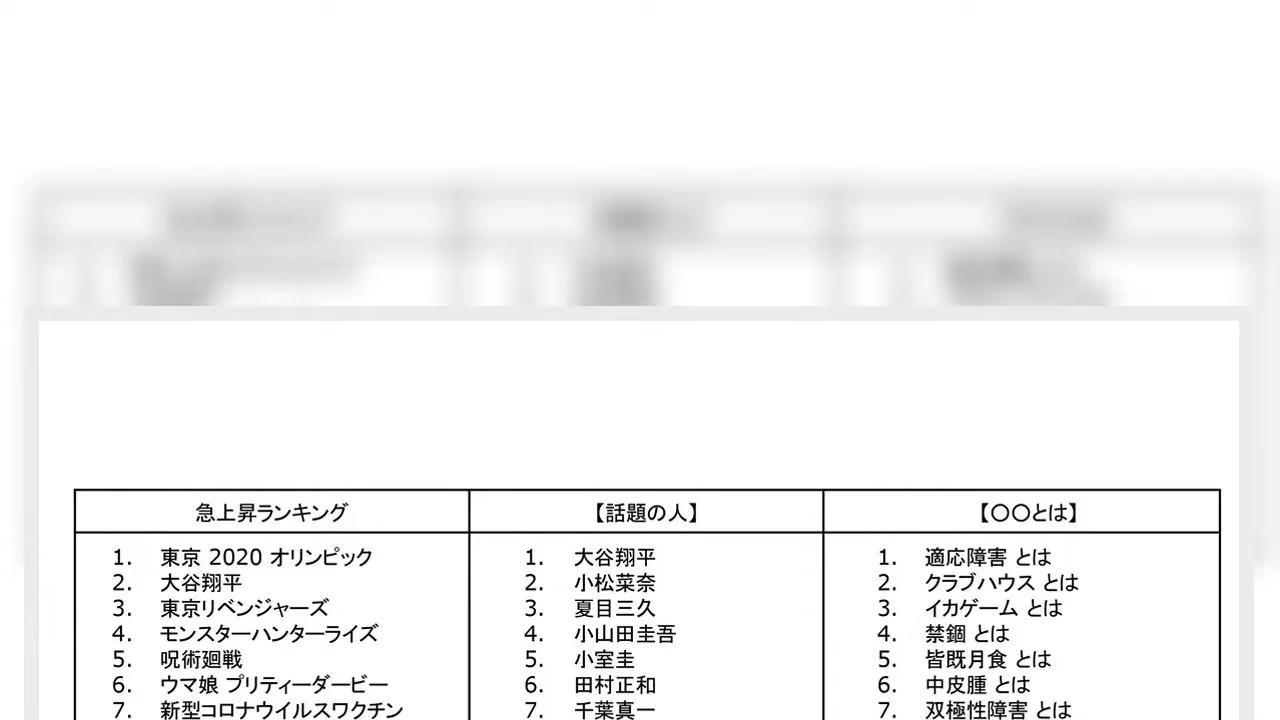 急上昇ランキング
1. 東京 2020 オリンピック
2. 大谷翔平
3. 東京リベンジャーズ
4. モンスターハンターライズ
5. 呪術廻戦
6. ウマ娘 プリティーダービー
7. 新型コロナウイルスワクチン
【話題の人】
1. 大谷翔平
2. 小松菜奈
3. 夏目三久
4. 小山田圭吾
5. 小室圭
6. 田村正和
7. 千葉真一
【〇〇とは】
1. 適応障害 とは
2. クラブハウス とは
3. イカゲーム とは
4. 禁錮 とは
5. 皆既月食 とは
6. 中皮腫 とは
7. 双極性障害 とは